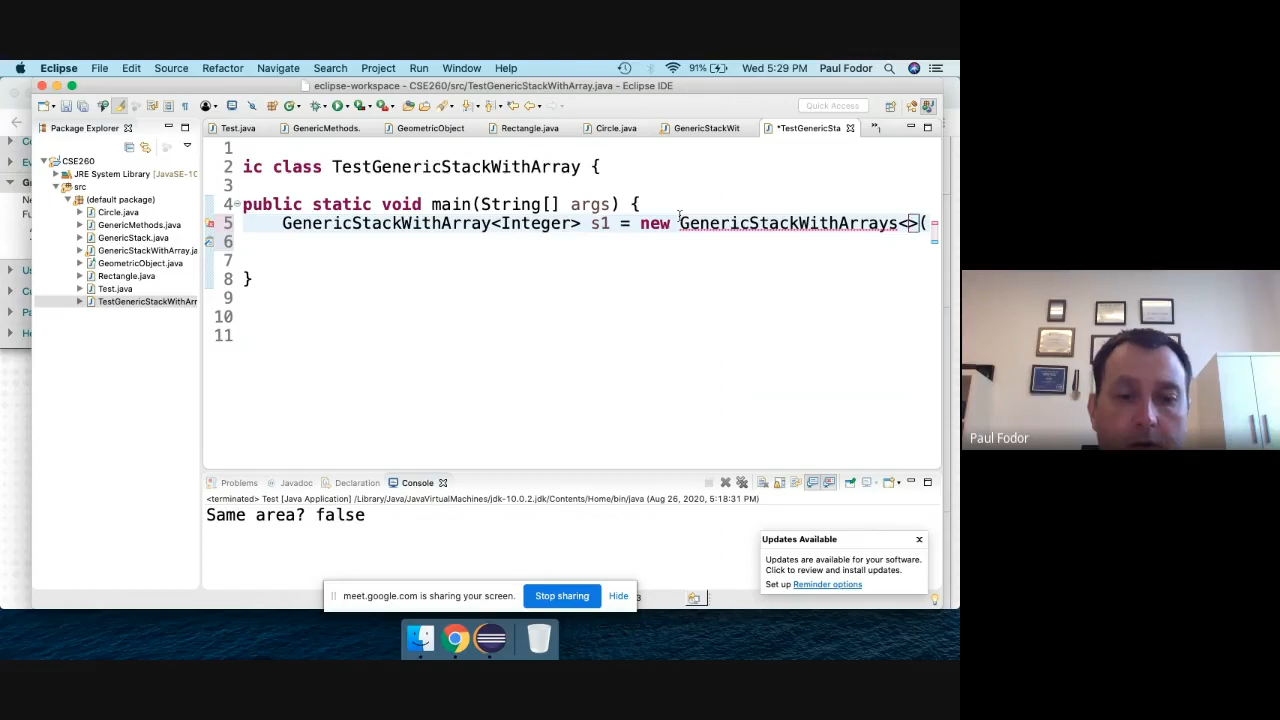 Eclipse File Edit Source Refactor Navigate Search Project Run Window Help 91% Wed 5:29 PM Paul Fodor
eclipse-workspace - CSE260/src/TestGenericStackWithArray.java - Eclipse IDE
Quick Access
Package Explorer
Test.java GenericMethods. GeometricObject Rectangle.java Circle.java GenericStackWit *TestGenericSta
CSE260
JRE System Library [JavaSE-10
src
(default package)
Circle.java
GenericMethods.java
GenericStack.java
GenericStackWithArray.ja
GeometricObject.java
Rectangle.java
Test.java
TestGenericStackWithArr
1
2 ic class TestGenericStackWithArray {
3
4 public static void main(String[] args) {
5 GenericStackWithArray<Integer> s1 = new GenericStackWithArrays<>(
6
7
8 }
9
10
11
Problems Javadoc Declaration Console
<terminated> Test [Java Application] /Library/Java/JavaVirtualMachines/jdk-10.0.2.jdk/Contents/Home/bin/java (Aug 26, 2020, 5:18:31 PM)
Same area? false
Updates Available
Updates are available for your software.
Click to review and install updates.
Set up Reminder options
meet.google.com is sharing your screen. Stop sharing Hide
Paul Fodor